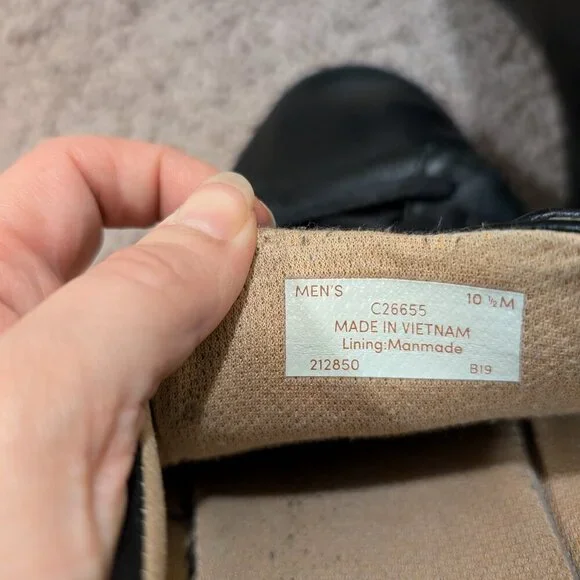 MEN'S 10 ½ M
C26655
MADE IN VIETNAM
Lining:Manmade
212850 B19